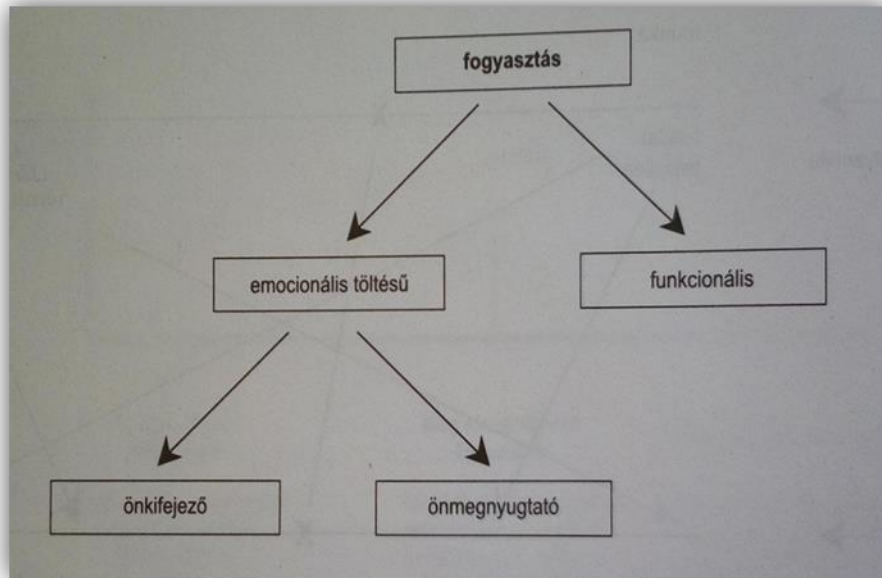 fogyasztás
emocionális töltésű
funkcionális
önkifejező
önmegnyugtató